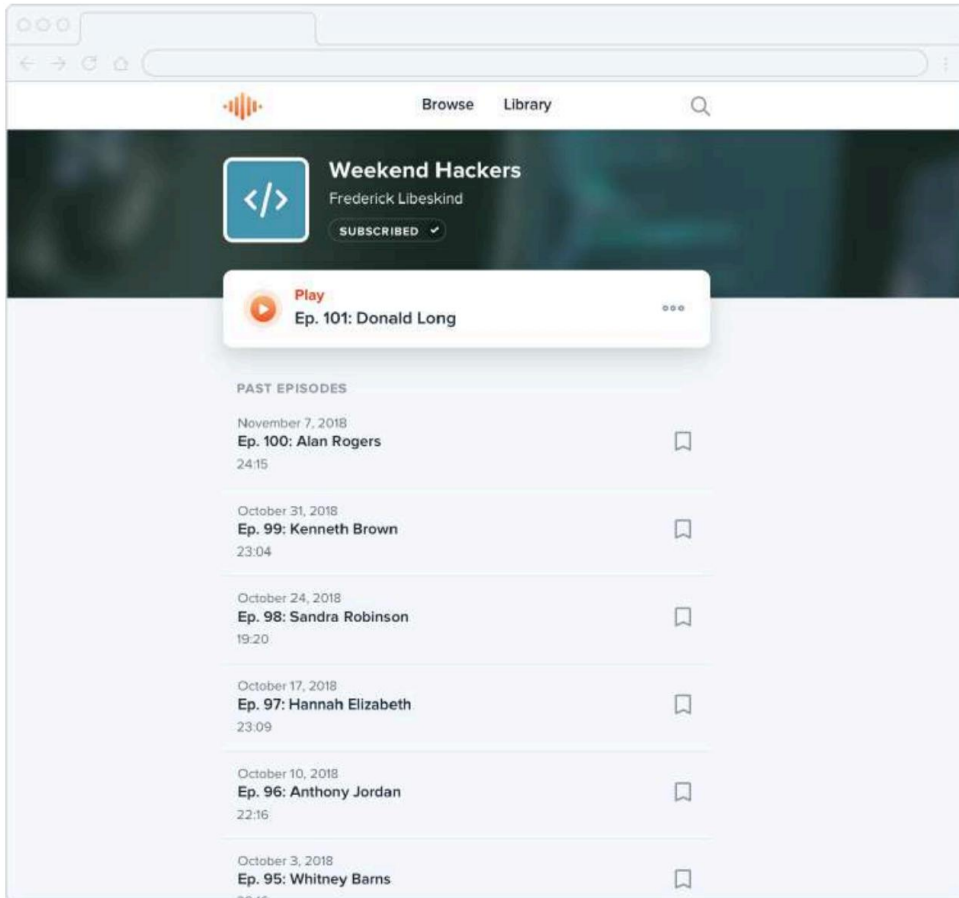 Browse Library
Weekend Hackers
Frederick Libeskind
SUBSCRIBED
Play
Ep. 101: Donald Long
PAST EPISODES
November 7, 2018
Ep. 100: Alan Rogers
24:15
October 31, 2018
Ep. 99: Kenneth Brown
23:04
October 24, 2018
Ep. 98: Sandra Robinson
19:20
October 17, 2018
Ep. 97: Hannah Elizabeth
23:09
October 10, 2018
Ep. 96: Anthony Jordan
22:16
October 3, 2018
Ep. 95: Whitney Barns